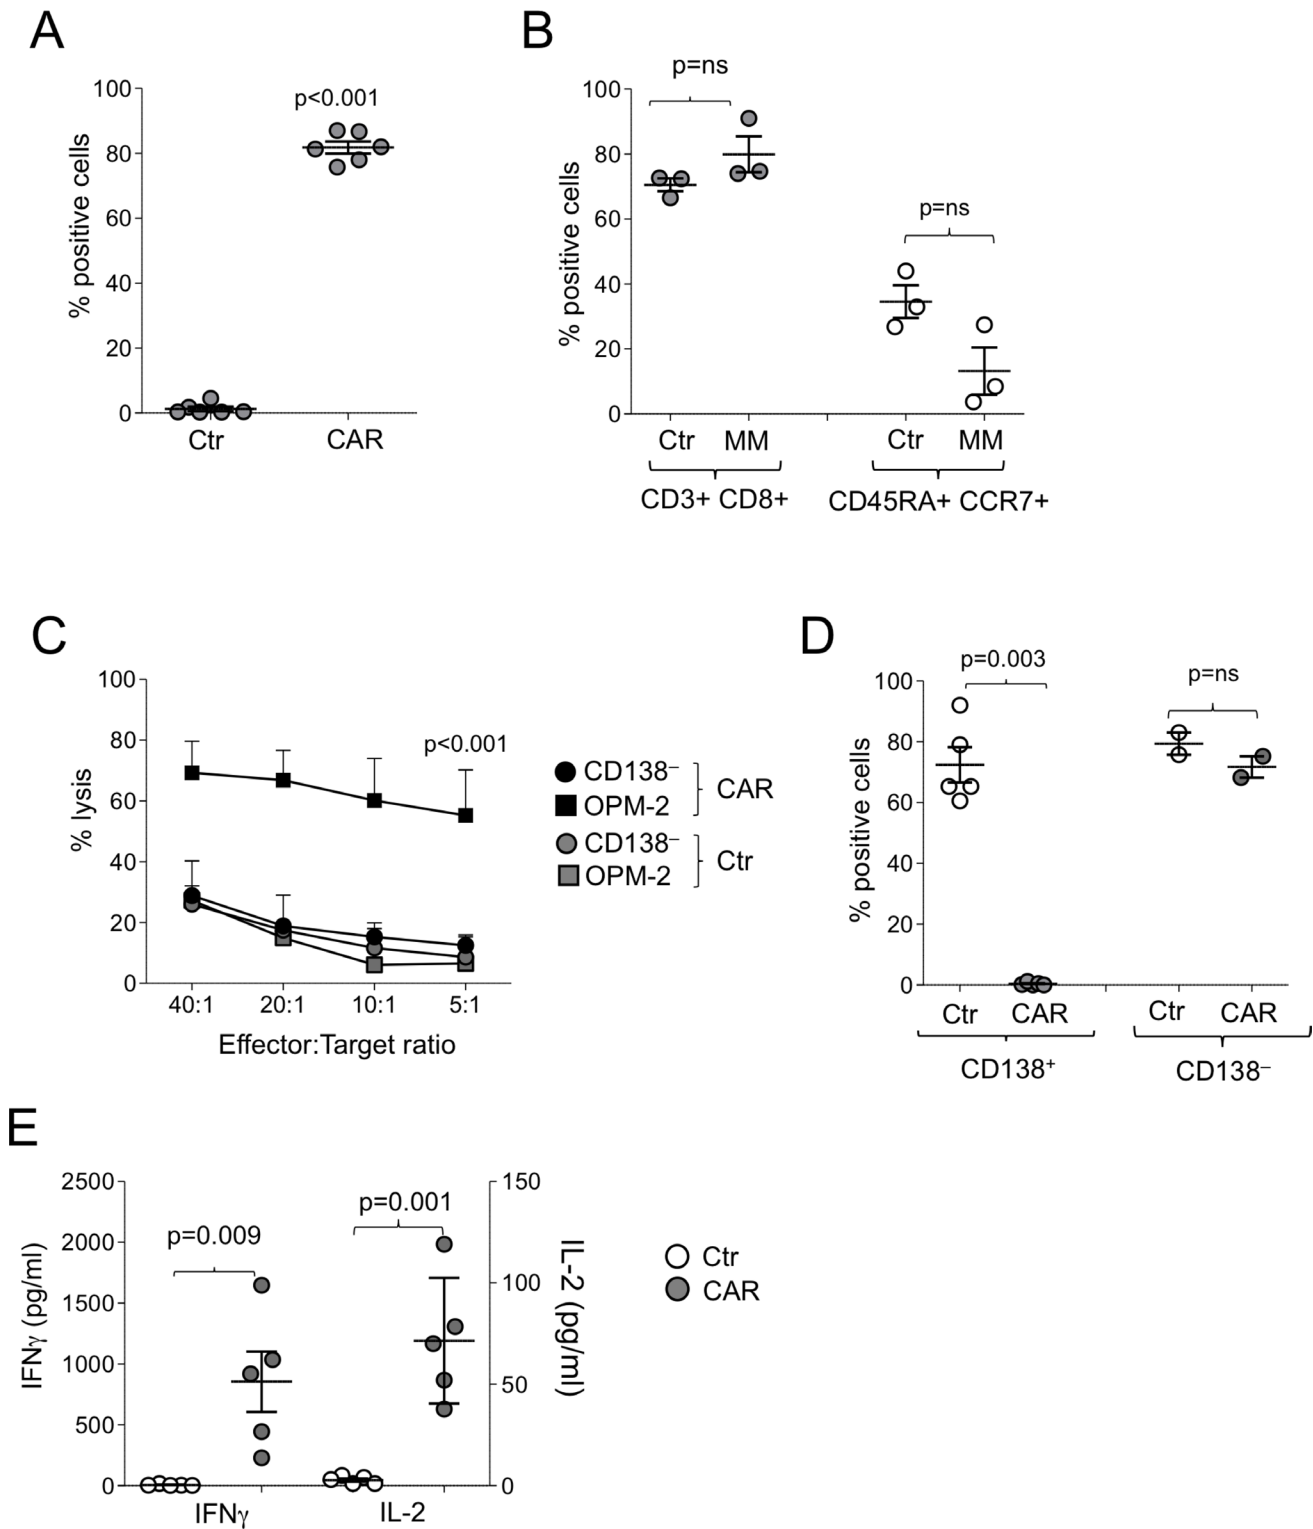 A
% positive cells
100
80
60
40
20
0
p<0.001
Ctr CAR
B
% positive cells
100
80
60
40
20
0
p=ns
p=ns
Ctr MM Ctr MM
CD3+ CD8+ CD45RA+ CCR7+
C
% lysis
100
80
60
40
20
0
p<0.001
40:1 20:1 10:1 5:1
Effector:Target ratio
CD138–
OPM-2
CAR
CD138–
OPM-2
Ctr
D
% positive cells
100
80
60
40
20
0
p=0.003
p=ns
Ctr CAR Ctr CAR
CD138+ CD138–
E
IFNγ (pg/ml)
2500
2000
1500
1000
500
0
p=0.009
p=0.001
150
100
50
0
IL-2 (pg/ml)
IFNγ IL-2
Ctr
CAR